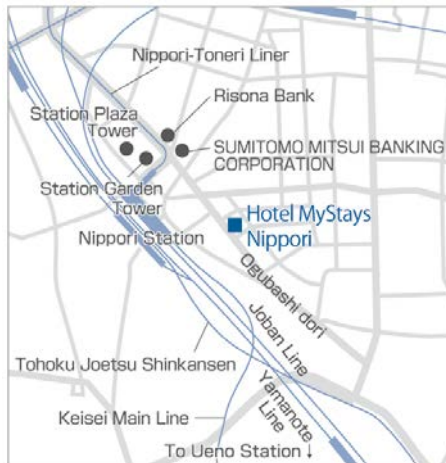 Nippori-Toneri Liner
Risona Bank
Station Plaza
Tower
SUMITOMO MITSUI BANKING
CORPORATION
Station Garden
Tower
Hotel MyStays
Nippori
Nippori Station
Ogubashi dori
Joban Line
Tohoku Joetsu Shinkansen
Yamanote
Line
Keisei Main Line
To Ueno Station ↓